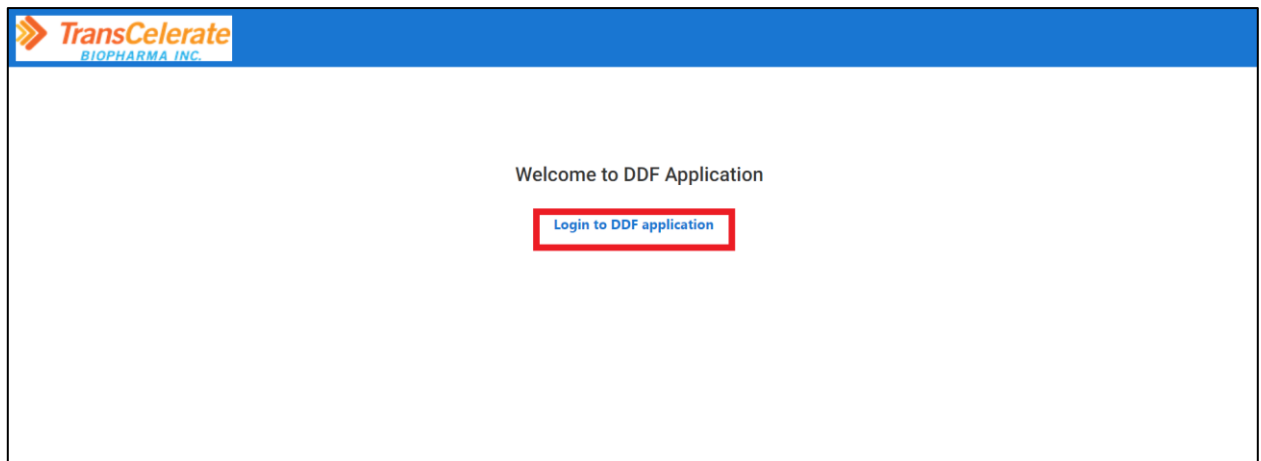 TransCelerate
BIOPHARMA INC.
Welcome to DDF Application
Login to DDF application